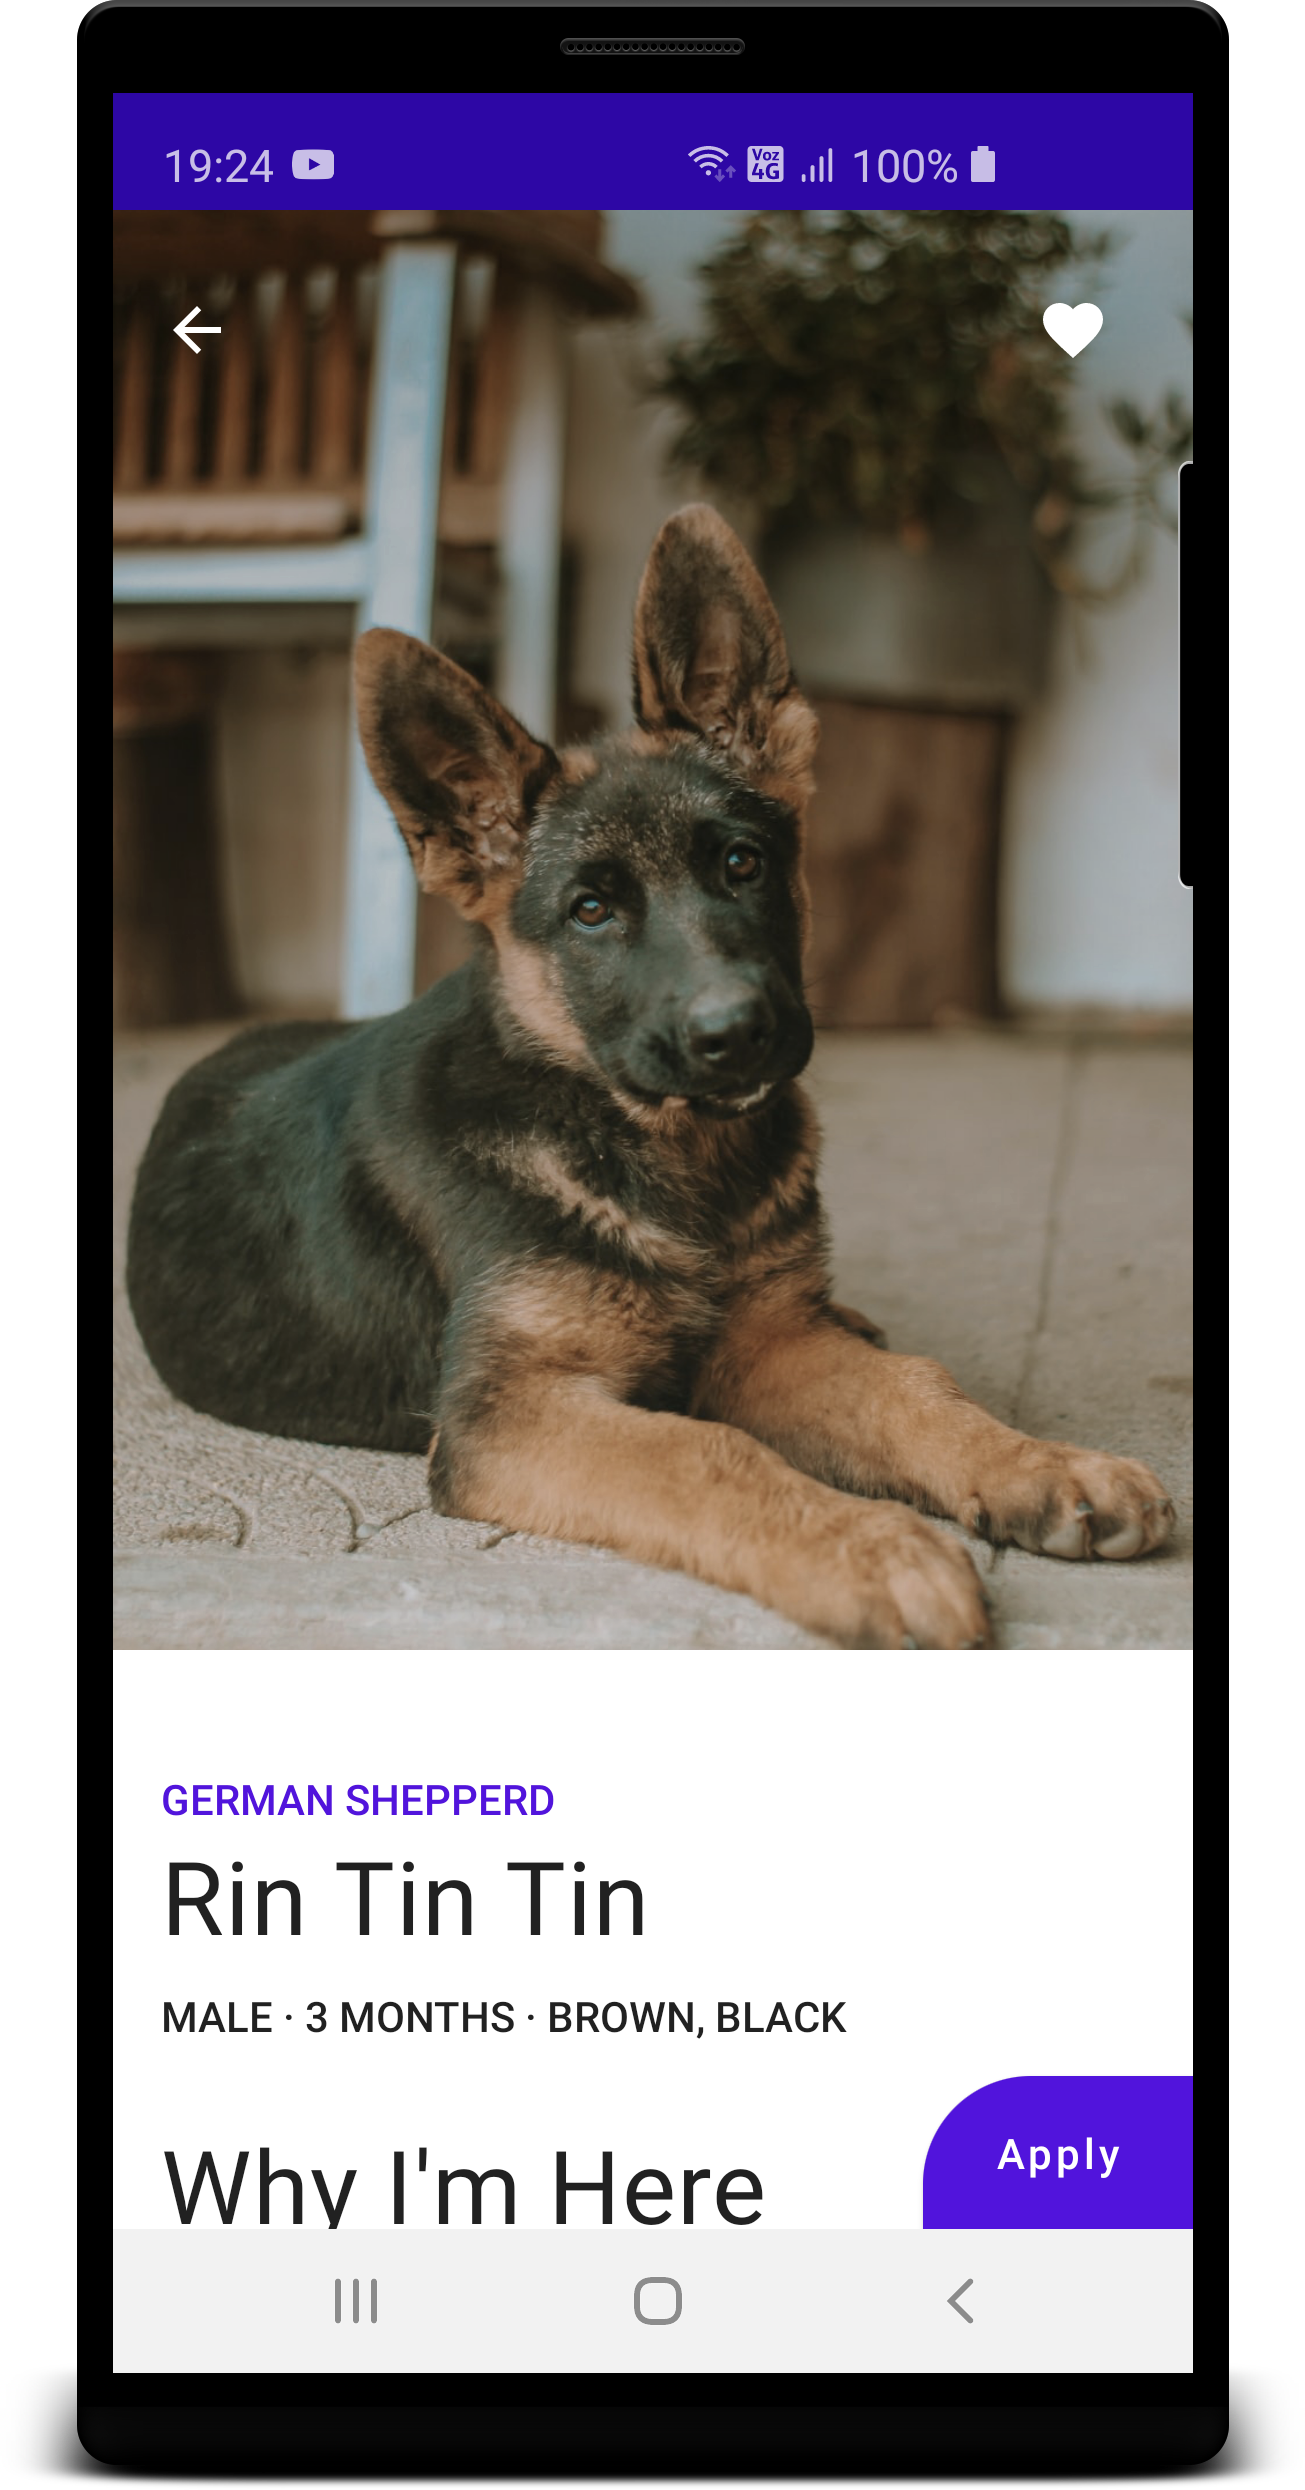 19:24 Voz 4G 100%
GERMAN SHEPPERD
Rin Tin Tin
MALE · 3 MONTHS · BROWN, BLACK
Why I'm Here
Apply